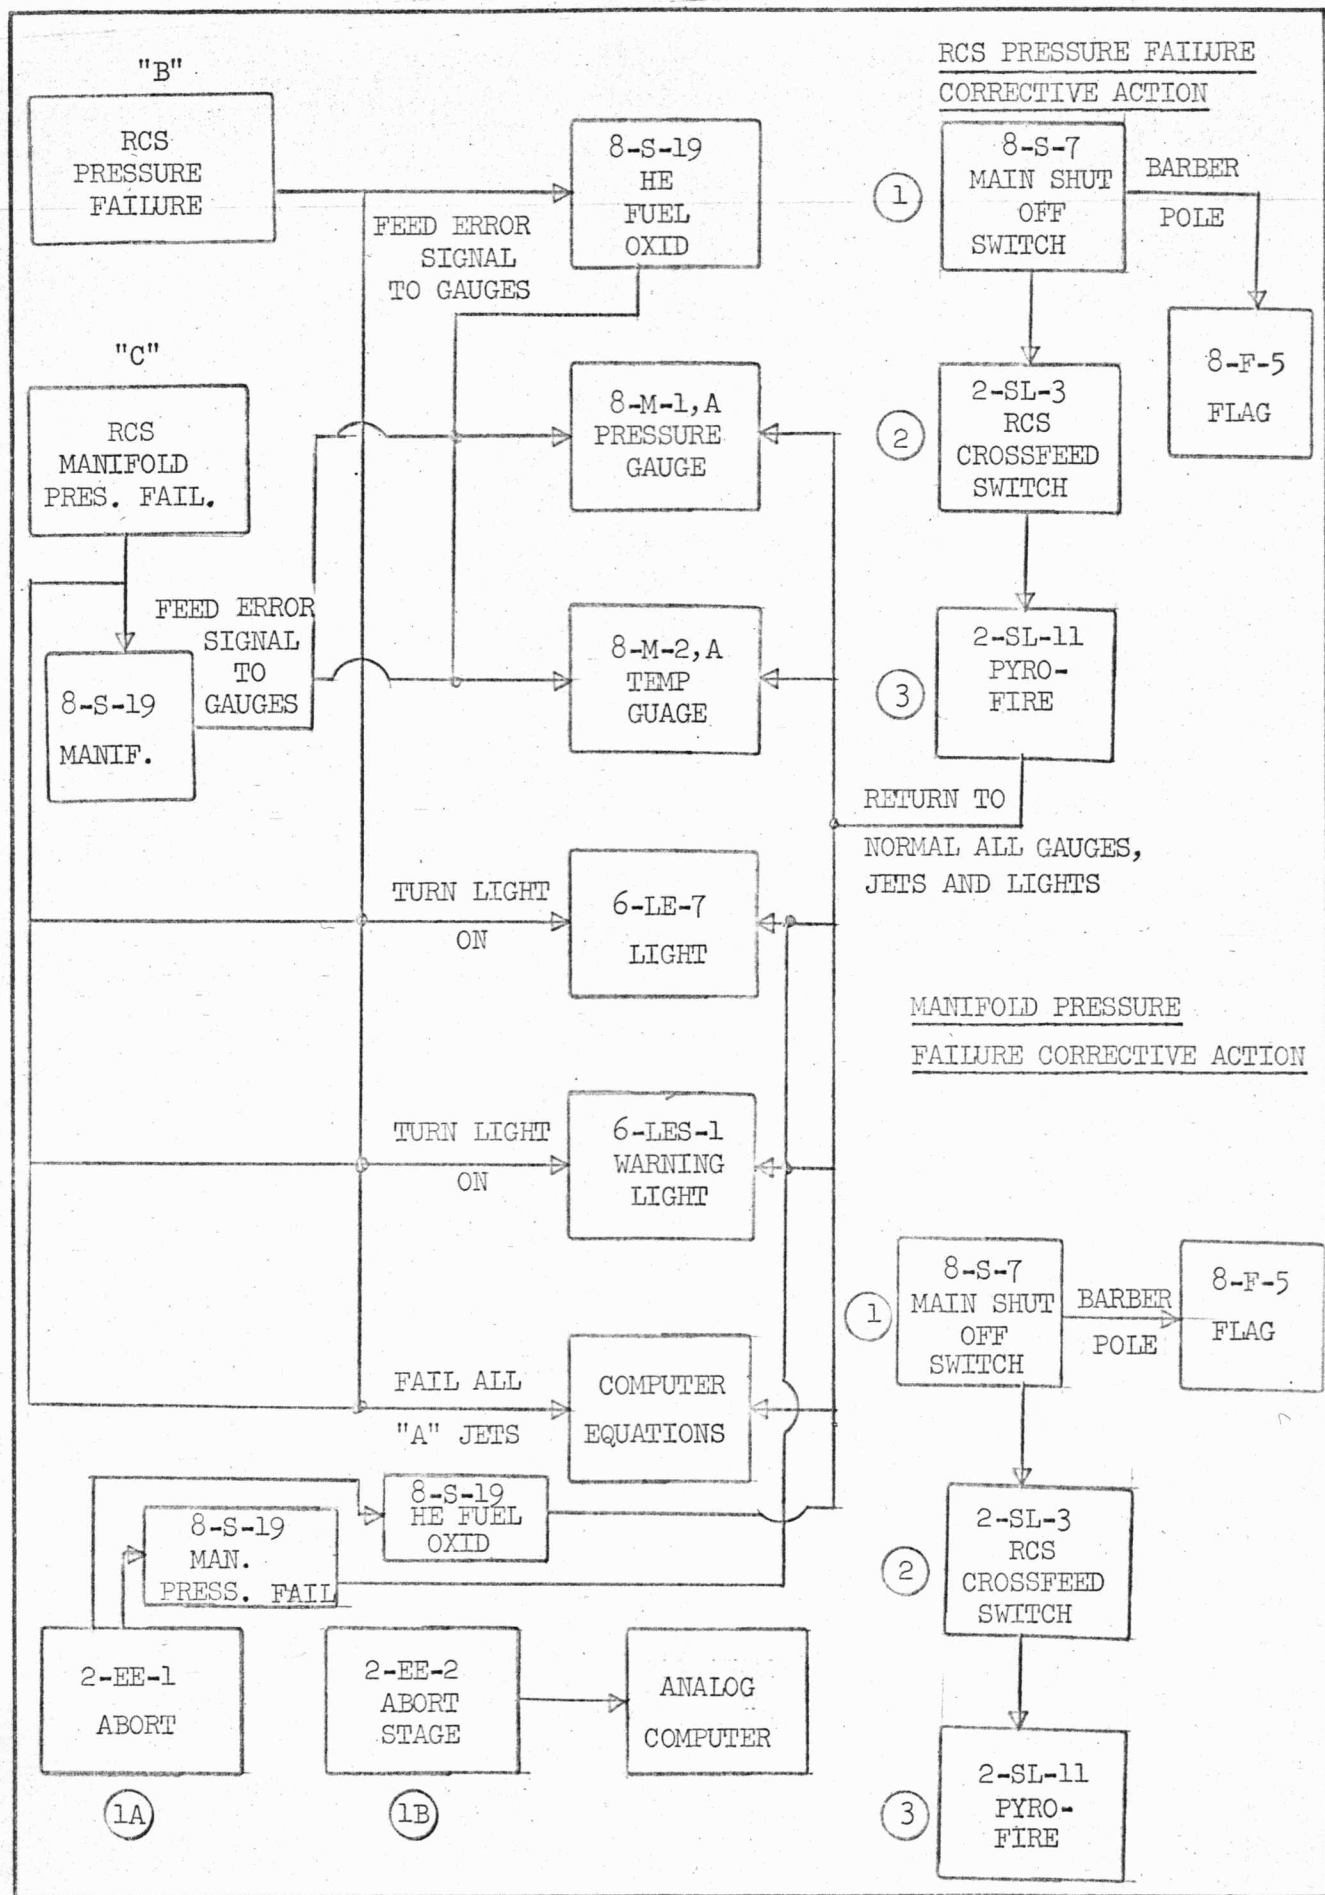 "B"
RCS
PRESSURE
FAILURE
8-S-19
HE
FUEL
OXID
FEED ERROR
SIGNAL
TO GAUGES
"C"
RCS
MANIFOLD
PRES. FAIL.
8-M-1,A
PRESSURE
GAUGE
FEED ERROR
SIGNAL
TO
GAUGES
8-S-19
MANIF.
8-M-2,A
TEMP
GUAGE
TURN LIGHT
ON
6-LE-7
LIGHT
TURN LIGHT
ON
6-LES-1
WARNING
LIGHT
FAIL ALL
"A" JETS
COMPUTER
EQUATIONS
8-S-19
HE FUEL
OXID
8-S-19
MAN.
PRESS. FAIL
2-EE-1
ABORT
1A
2-EE-2
ABORT
STAGE
1B
ANALOG
COMPUTER
RCS PRESSURE FAILURE
CORRECTIVE ACTION
1
8-S-7
MAIN SHUT
OFF
SWITCH
BARBER
POLE
8-F-5
FLAG
2
2-SL-3
RCS
CROSSFEED
SWITCH
3
2-SL-11
PYRO-
FIRE
RETURN TO
NORMAL ALL GAUGES,
JETS AND LIGHTS
MANIFOLD PRESSURE
FAILURE CORRECTIVE ACTION
1
8-S-7
MAIN SHUT
OFF
SWITCH
BARBER
POLE
8-F-5
FLAG
2
2-SL-3
RCS
CROSSFEED
SWITCH
3
2-SL-11
PYRO-
FIRE